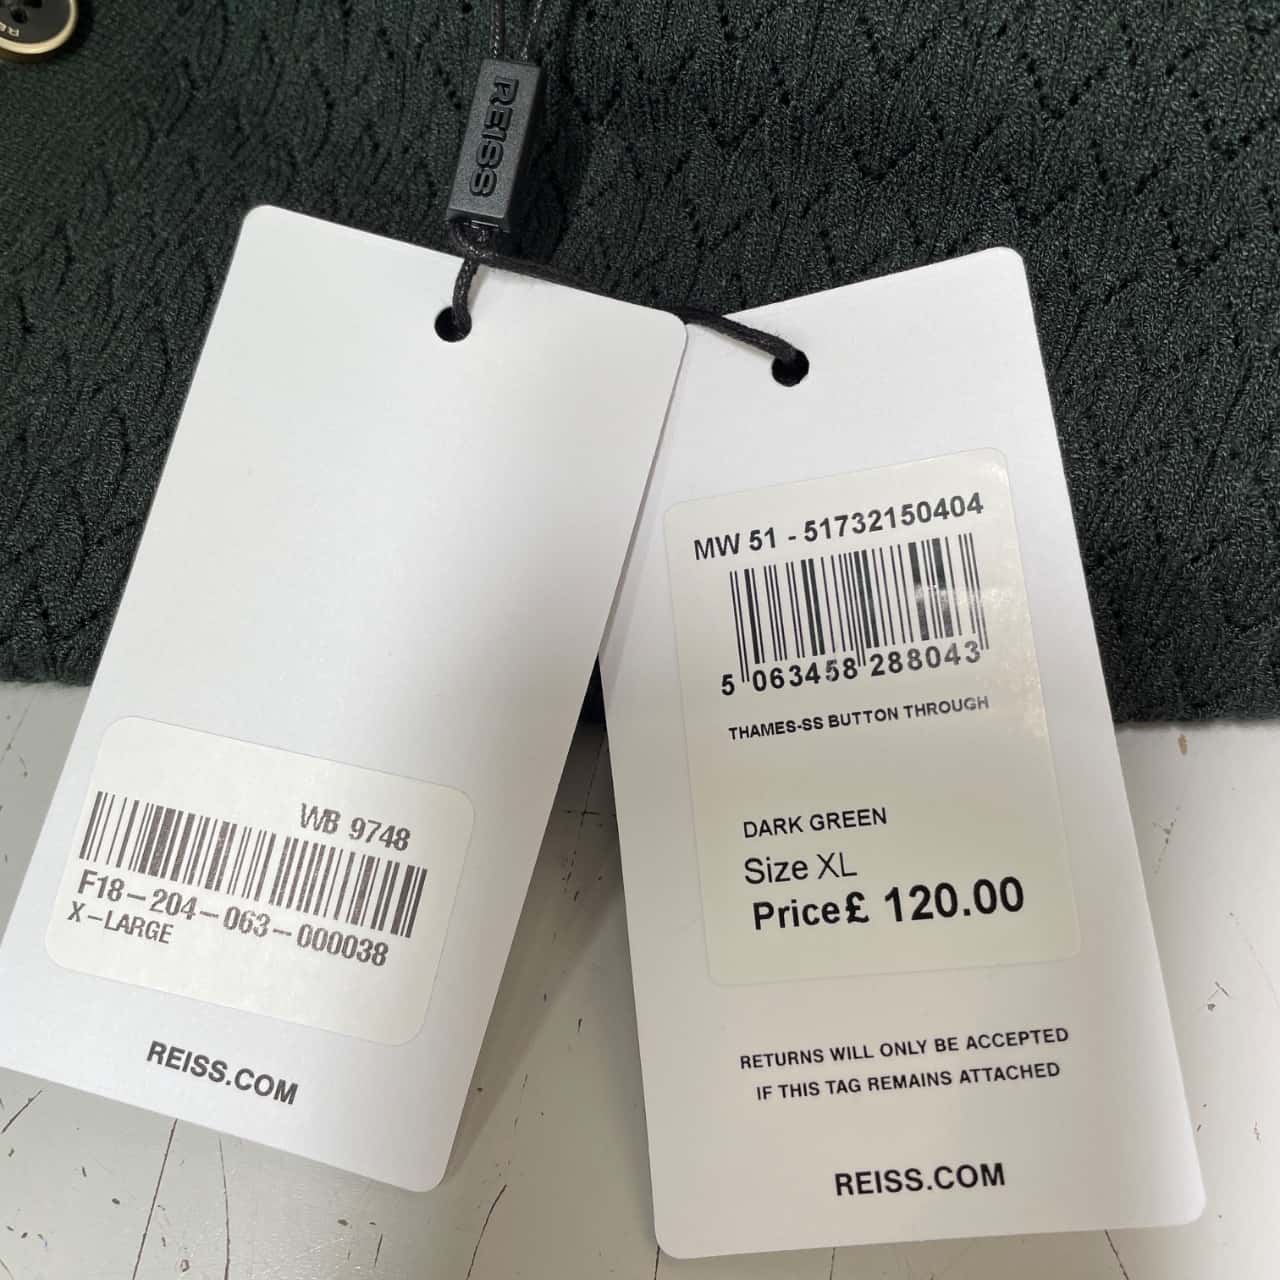 REISS
WB 9748
F18-204-063-000038
X-LARGE
REISS.COM
MW 51 - 51732150404
5 063458 288043
THAMES-SS BUTTON THROUGH
DARK GREEN
Size XL
Price£ 120.00
RETURNS WILL ONLY BE ACCEPTED
IF THIS TAG REMAINS ATTACHED
REISS.COM